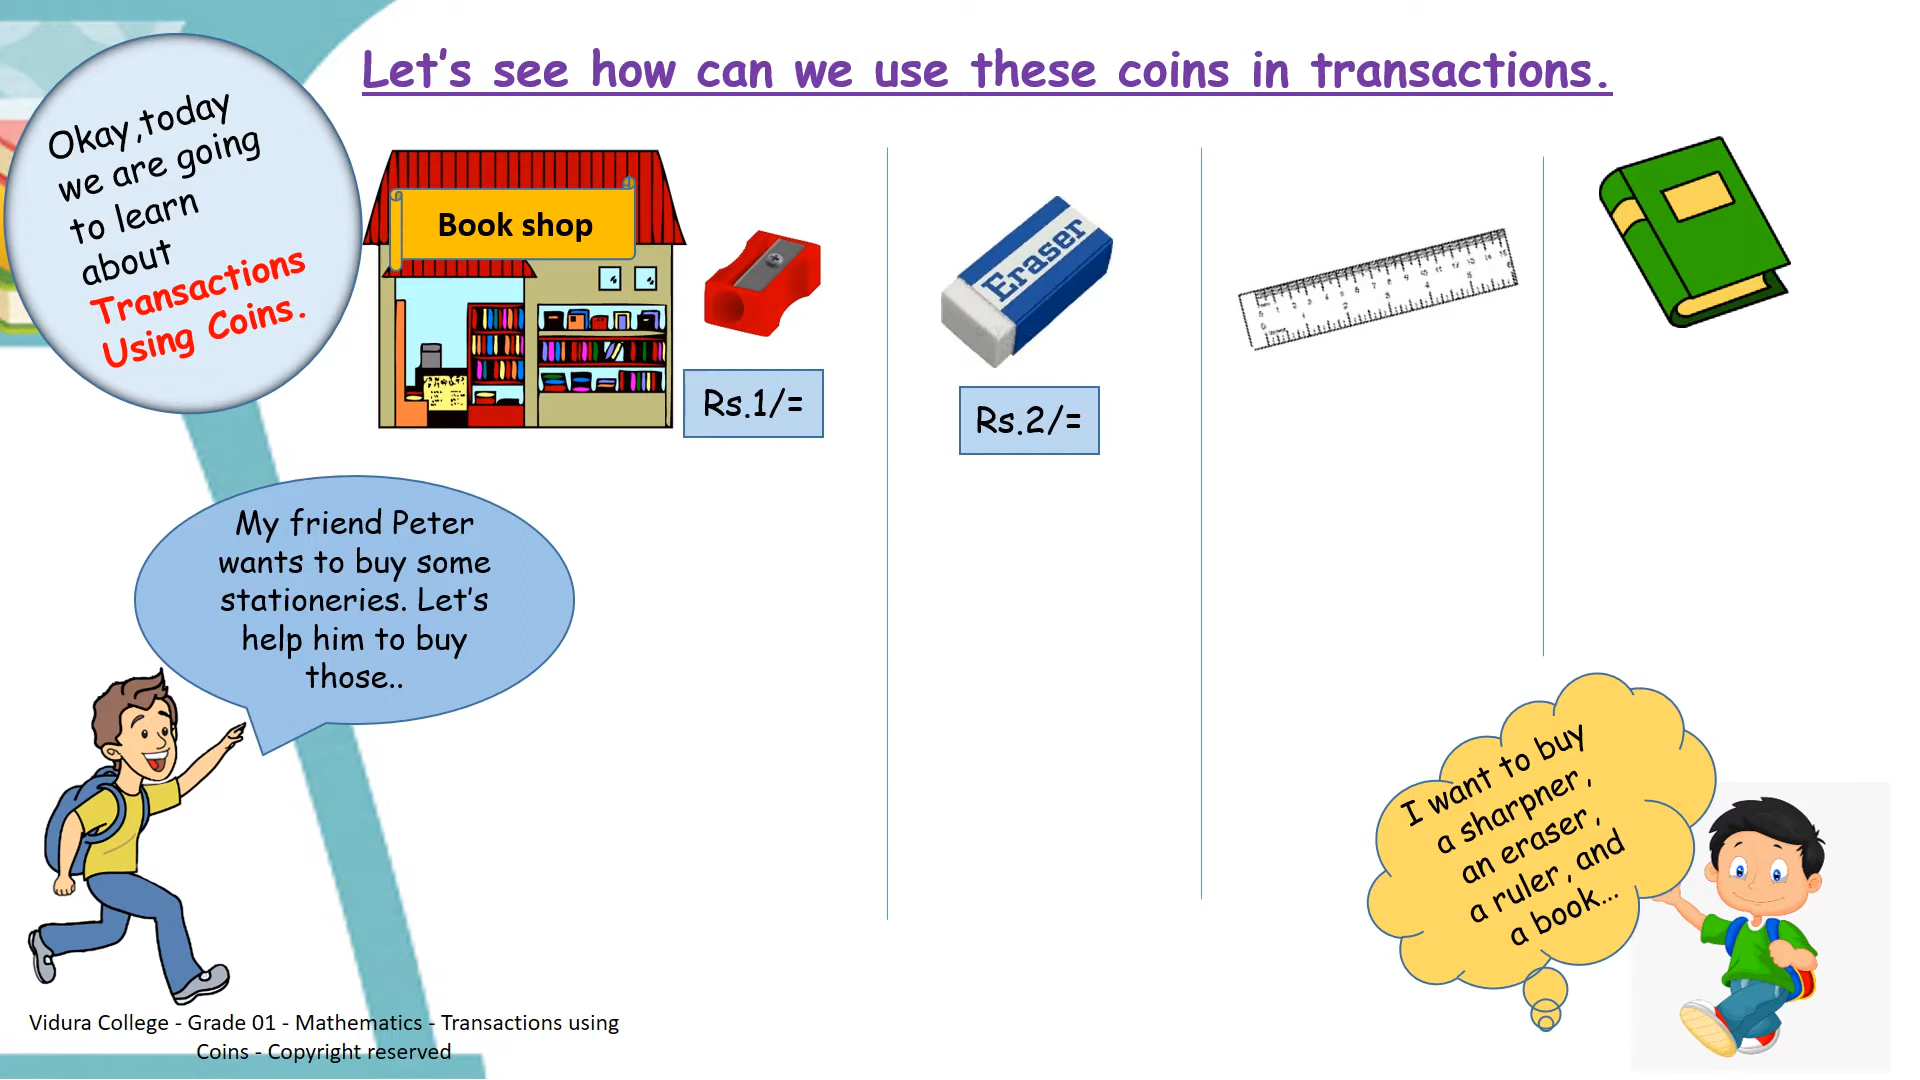 Let's see how can we use these coins in transactions.
Okay,today
we are going
to learn
about
Transactions
Using Coins.
Book shop
Eraser
Rs.1/=
Rs.2/=
My friend Peter
wants to buy some
stationeries. Let's
help him to buy
those..
I want to buy
a sharpner,
an eraser,
a ruler, and
a book...
Vidura College - Grade 01 - Mathematics - Transactions using
Coins - Copyright reserved